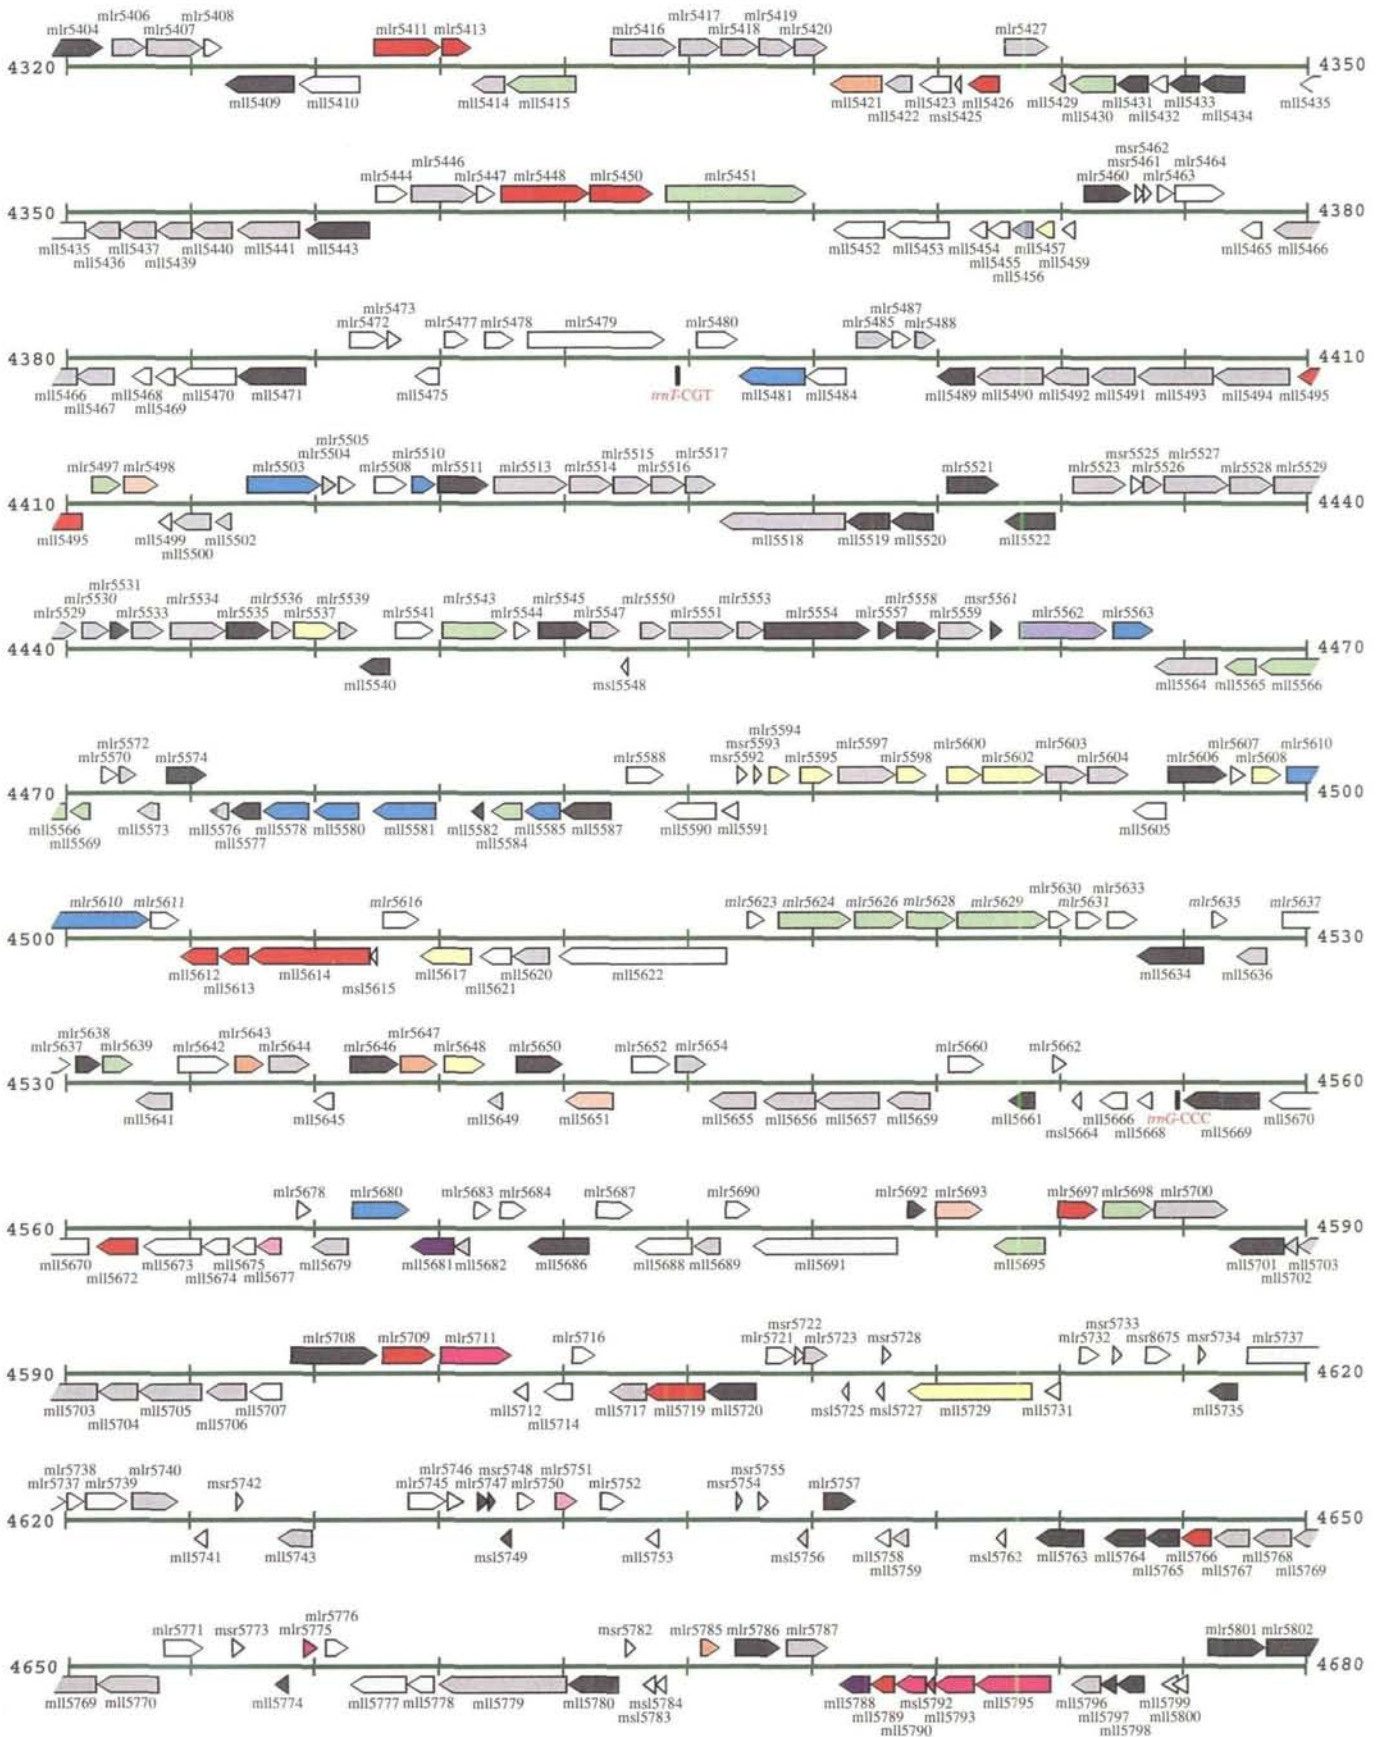 mlr5406 mlr5408 mlr5417 mlr5419
mlr5404 mlr5407 mlr5411 mlr5413 mlr5416 mlr5418 mlr5420 mlr5427
4320 4350
mll5409 mll5410 mll5414 mll5415 mll5421 mll5423 mll5426 mll5429 mll5431 mll5433 mll5435
mll5422 msl5425 mll5430 mll5432 mll5434
msr5462
mlr5446 msr5461 mlr5464
mlr5444 mlr5447 mlr5448 mlr5450 mlr5451 mlr5460 mlr5463
4350 4380
mll5435 mll5437 mll5440 mll5443 mll5452 mll5453 mll5454 mll5457 mll5465 mll5466
mll5436 mll5439 mll5441 mll5455 mll5459
mll5456
mlr5473 mlr5487
mlr5472 mlr5477 mlr5478 mlr5479 mlr5480 mlr5485 mlr5488
4380 4410
mll5466 mll5468 mll5470 mll5471 mll5475 trnT-CGT mll5481 mll5484 mll5489 mll5490 mll5492 mll5491 mll5493 mll5494 mll5495
mll5467 mll5469
mlr5505
mlr5504 mlr5510 mlr5515 mlr5517 msr5525 mlr5527
mlr5497 mlr5498 mlr5503 mlr5508 mlr5511 mlr5513 mlr5514 mlr5516 mlr5521 mlr5523 mlr5526 mlr5528 mlr5529
4410 4440
mll5495 mll5499 mll5502 mll5518 mll5519 mll5520 mll5522
mll5500
mlr5531
mlr5530 mlr5534 mlr5536 mlr5539 mlr5543 mlr5545 mlr5550 mlr5553 mlr5558 msr5561
mlr5529 mlr5533 mlr5535 mlr5537 mlr5541 mlr5544 mlr5547 mlr5551 mlr5554 mlr5557 mlr5559 mlr5562 mlr5563
4440 4470
mll5540 msl5548 mll5564 mll5565 mll5566
mlr5594
mlr5572 msr5593 mlr5597 mlr5603 mlr5607
mlr5570 mlr5574 mlr5588 msr5592 mlr5595 mlr5598 mlr5600 mlr5602 mlr5604 mlr5606 mlr5608 mlr5610
4470 4500
mll5566 mll5573 mll5576 mll5578 mll5580 mll5581 mll5582 mll5585 mll5587 mll5590 mll5591 mll5605
mll5569 mll5577 mll5584
mlr5630 mlr5633
mlr5610 mlr5611 mlr5616 mlr5623 mlr5624 mlr5626 mlr5628 mlr5629 mlr5631 mlr5635 mlr5637
4500 4530
mll5612 mll5614 mll5617 mll5620 mll5622 mll5634 mll5636
mll5613 msl5615 mll5621
mlr5638 mlr5643 mlr5647
mlr5637 mlr5639 mlr5642 mlr5644 mlr5646 mlr5648 mlr5650 mlr5652 mlr5654 mlr5660 mlr5662
4530 4560
mll5641 mll5645 mll5649 mll5651 mll5655 mll5656 mll5657 mll5659 mll5661 mll5666 trnG-CCC mll5670
msl5664 mll5668 mll5669
mlr5678 mlr5680 mlr5683 mlr5684 mlr5687 mlr5690 mlr5692 mlr5693 mlr5697 mlr5698 mlr5700
4560 4590
mll5670 mll5673 mll5675 mll5679 mll5681 mll5682 mll5686 mll5688 mll5689 mll5691 mll5695 mll5701 mll5703
mll5672 mll5674 mll5677 mll5702
msr5722 msr5733
mlr5708 mlr5709 mlr5711 mlr5716 mlr5721 mlr5723 msr5728 mlr5732 msr8675 msr5734 mlr5737
4590 4620
mll5703 mll5705 mll5707 mll5712 mll5717 mll5719 mll5720 msl5725 msl5727 mll5729 mll5731 mll5735
mll5704 mll5706 mll5714
mlr5738 mlr5740 mlr5746 msr5748 mlr5751 msr5755
mlr5737 mlr5739 msr5742 mlr5745 mlr5747 mlr5750 mlr5752 msr5754 mlr5757
4620 4650
mll5741 mll5743 msl5749 mll5753 msl5756 mll5758 msl5762 mll5763 mll5764 mll5766 mll5768
mll5759 mll5765 mll5767 mll5769
mlr5776
mlr5771 msr5773 mlr5775 msr5782 mlr5785 mlr5786 mlr5787 mlr5801 mlr5802
4650 4680
mll5769 mll5770 mll5774 mll5777 mll5778 mll5779 mll5780 msl5784 mll5788 msl5792 mll5795 mll5796 mll5799
msl5783 mll5789 mll5793 mll5797 mll5800
mll5790 mll5798